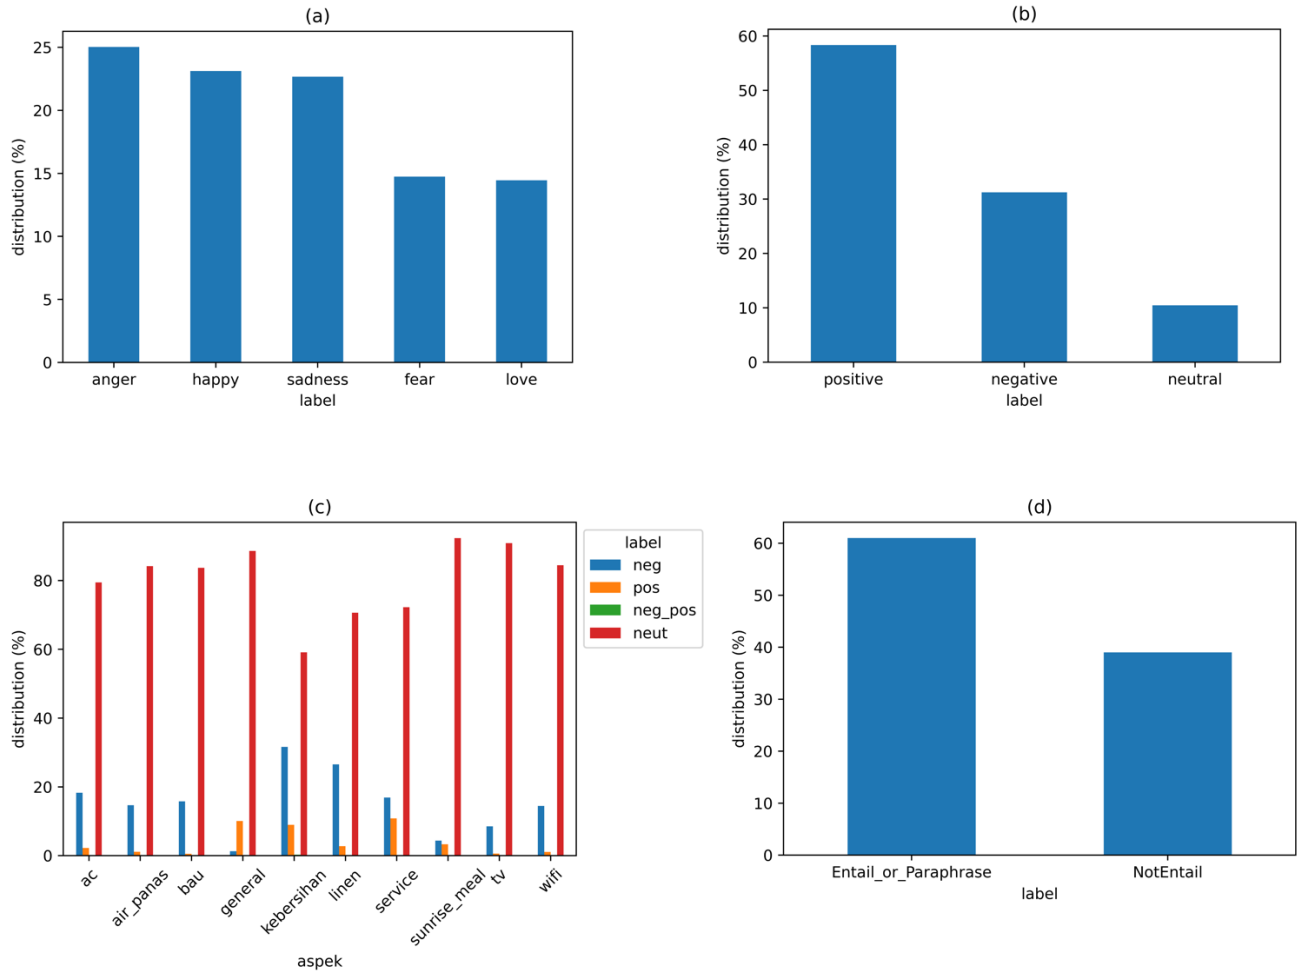 (a)
distribution (%)
25
20
15
10
5
0
anger happy sadness fear love
label
(b)
distribution (%)
60
50
40
30
20
10
0
positive negative neutral
label
(c)
distribution (%)
80
60
40
20
0
ac air_panas bau general kebersihan linen service sunrise_meal tv wifi
aspek
label
neg
pos
neg_pos
neut
(d)
distribution (%)
60
50
40
30
20
10
0
Entail_or_Paraphrase NotEntail
label